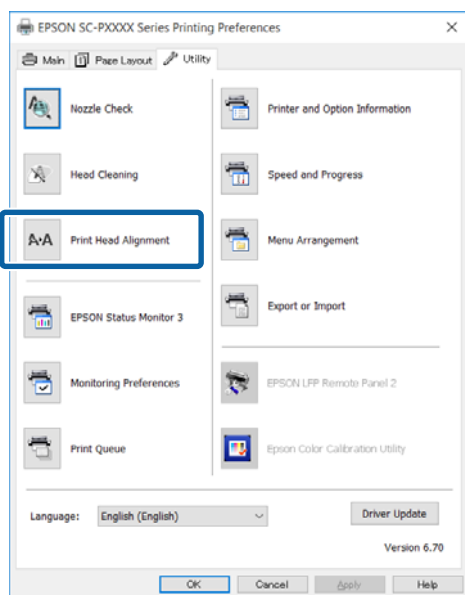 EPSON SC-PXXXX Series Printing Preferences
Main Page Layout Utility
Nozzle Check
Printer and Option Information
Head Cleaning
Speed and Progress
A A Print Head Alignment
Menu Arrangement
EPSON Status Monitor 3
Export or Import
Monitoring Preferences
EPSON LFP Remote Panel 2
Print Queue
Epson Color Calibration Utility
Language: English (English)
Driver Update
Version 6.70
OK Cancel Apply Help